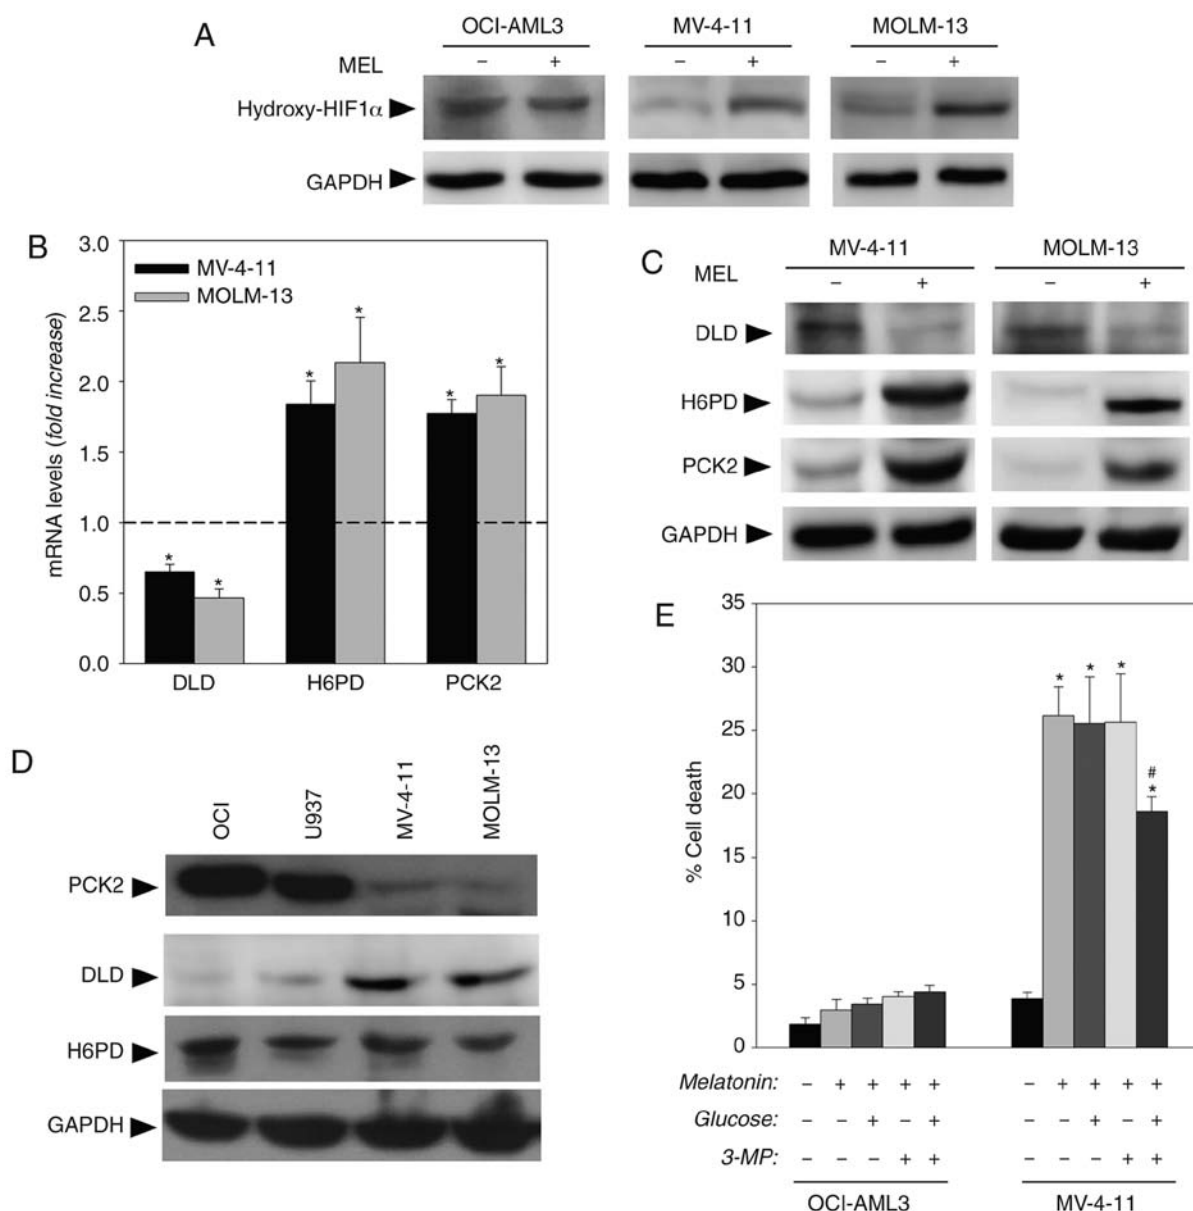 A
OCI-AML3 MV-4-11 MOLM-13
MEL − + − + − +
Hydroxy-HIF1α
GAPDH
B
mRNA levels (fold increase)
3.0
2.5
2.0
1.5
1.0
0.5
0.0
MV-4-11
MOLM-13
* * * * * *
DLD H6PD PCK2
C
MV-4-11 MOLM-13
MEL − + − +
DLD
H6PD
PCK2
GAPDH
D
OCI U937 MV-4-11 MOLM-13
PCK2
DLD
H6PD
GAPDH
E
% Cell death
35
30
25
20
15
10
5
0
* * *
#
*
Melatonin: − + + + + − + + + +
Glucose: − − + − + − − + − +
3-MP: − − − + + − − − + +
OCI-AML3 MV-4-11